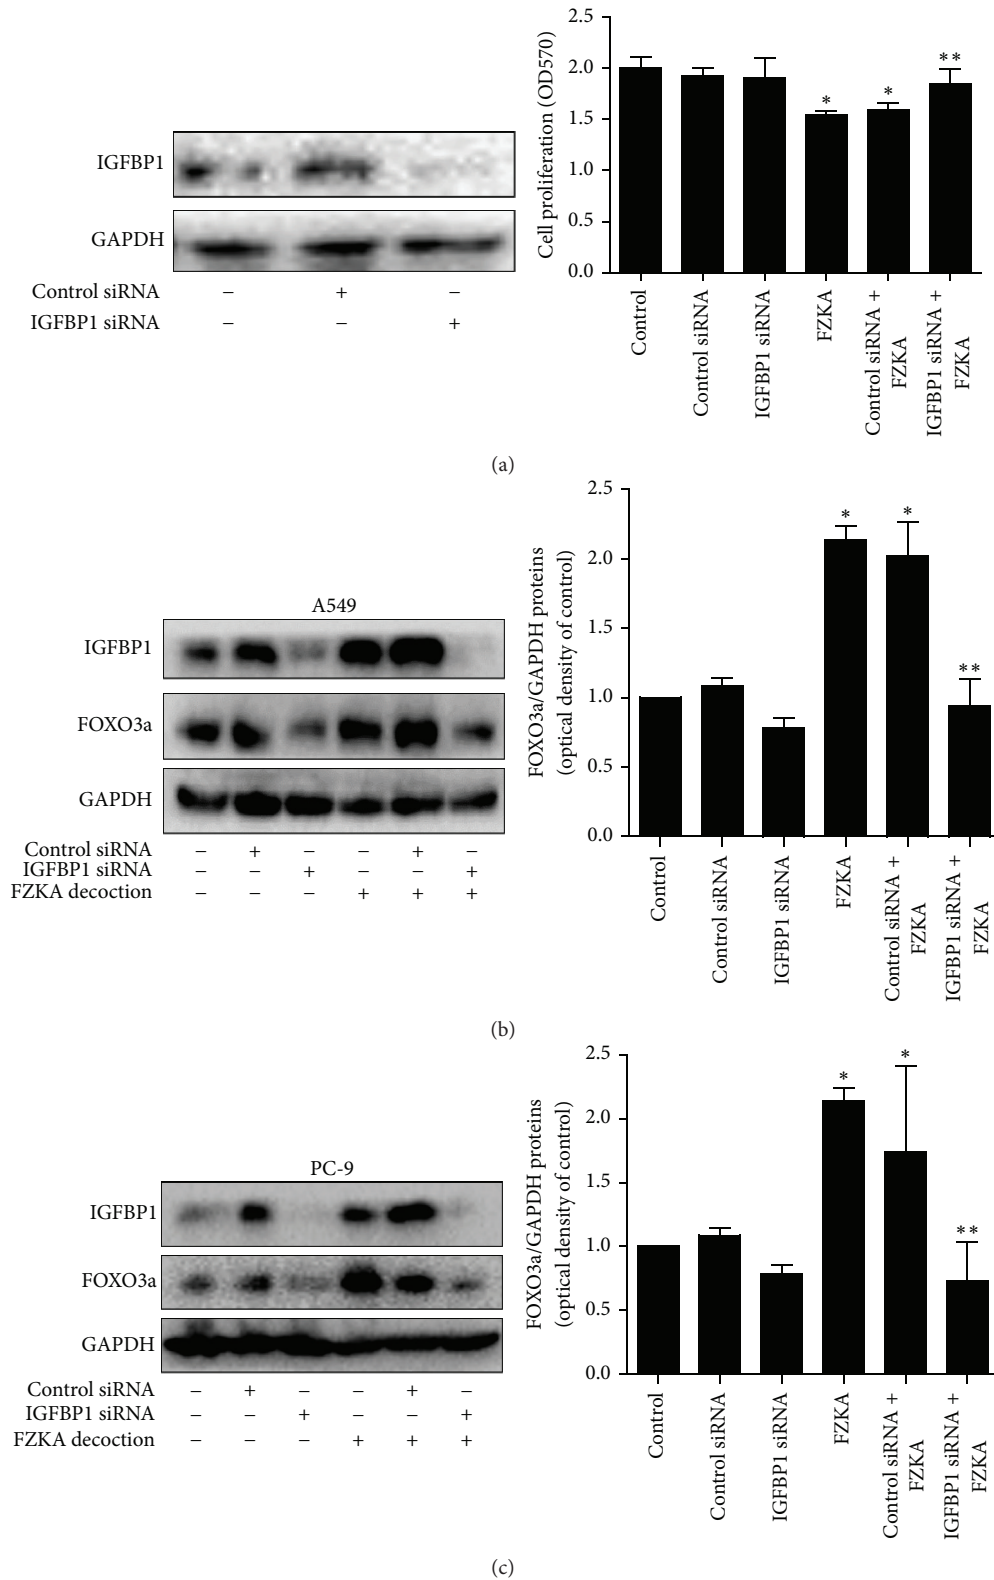 IGFBP1
GAPDH
Control siRNA − + −
IGFBP1 siRNA − − +
Cell proliferation (OD570)
2.5
2.0
1.5
1.0
0.5
0.0
* * **
Control
Control siRNA
IGFBP1 siRNA
FZKA
Control siRNA +
FZKA
IGFBP1 siRNA +
FZKA
(a)
A549
IGFBP1
FOXO3a
GAPDH
Control siRNA − + − − + −
IGFBP1 siRNA − − + − − +
FZKA decoction − − − + + +
FOXO3a/GAPDH proteins
(optical density of control)
2.5
2.0
1.5
1.0
0.5
0.0
* * **
Control
Control siRNA
IGFBP1 siRNA
FZKA
Control siRNA +
FZKA
IGFBP1 siRNA +
FZKA
(b)
PC-9
IGFBP1
FOXO3a
GAPDH
Control siRNA − + − − + −
IGFBP1 siRNA − − + − − +
FZKA decoction − − − + + +
FOXO3a/GAPDH proteins
(optical density of control)
2.5
2.0
1.5
1.0
0.5
0.0
* * **
Control
Control siRNA
IGFBP1 siRNA
FZKA
Control siRNA +
FZKA
IGFBP1 siRNA +
FZKA
(c)